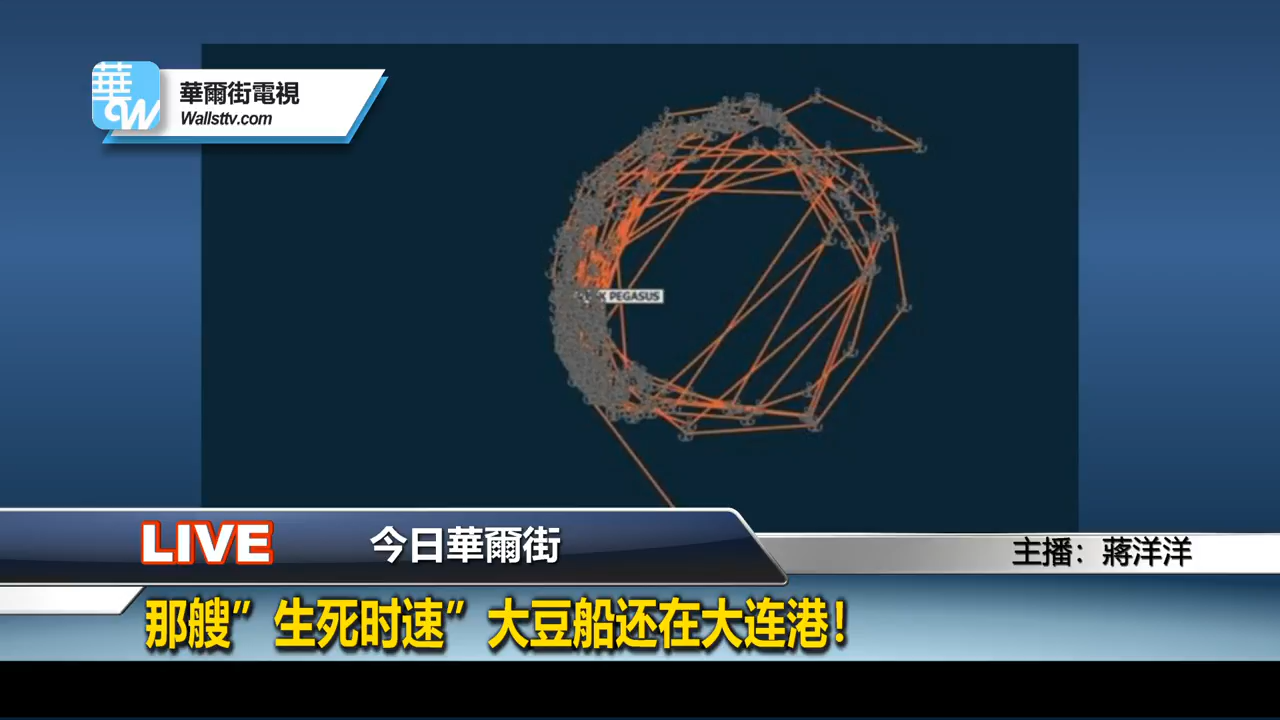 華爾街電視
Wallsttv.com
PEGASUS
LIVE
今日華爾街
主播：蔣洋洋
那艘”生死时速”大豆船还在大连港！